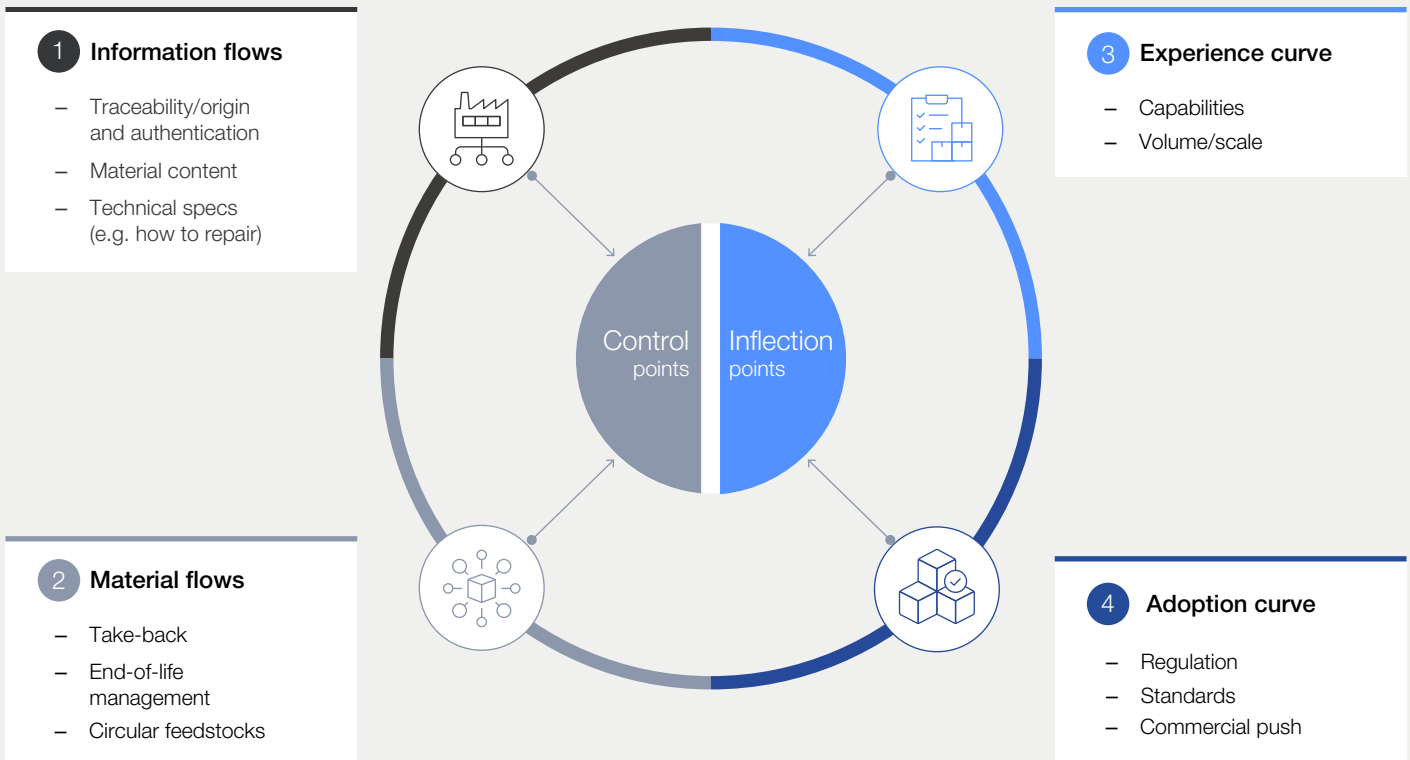 1 Information flows
– Traceability/origin
and authentication
– Material content
– Technical specs
(e.g. how to repair)
2 Material flows
– Take-back
– End-of-life
management
– Circular feedstocks
Control
points
Inflection
points
3 Experience curve
– Capabilities
– Volume/scale
4 Adoption curve
– Regulation
– Standards
– Commercial push